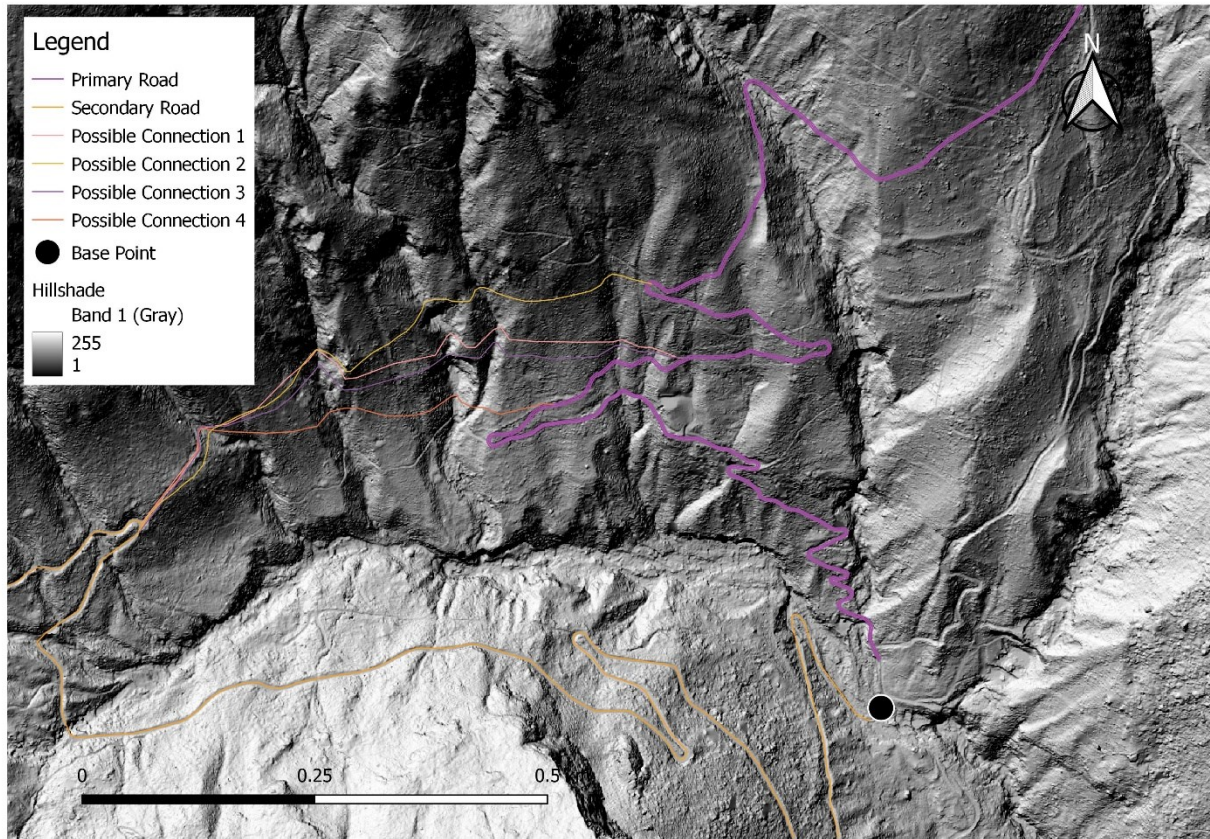 Legend
Primary Road
Secondary Road
Possible Connection 1
Possible Connection 2
Possible Connection 3
Possible Connection 4
Base Point
Hillshade
Band 1 (Gray)
255
1
N
0 0.25 0.5